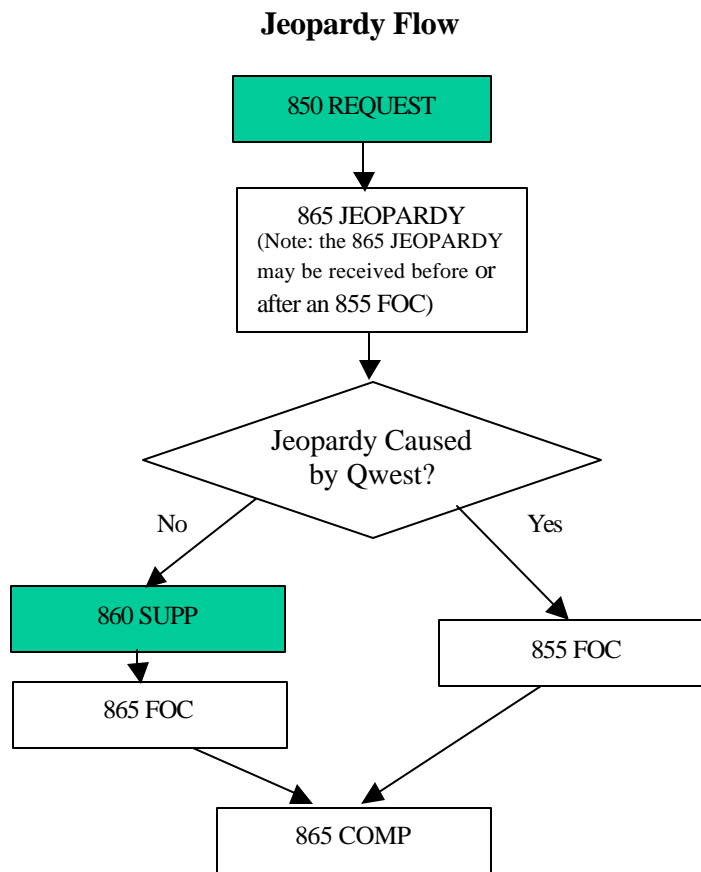 Jeopardy Flow
850 REQUEST
865 JEOPARDY
(Note: the 865 JEOPARDY
may be received before or
after an 855 FOC)
Jeopardy Caused
by Qwest?
No
Yes
860 SUPP
855 FOC
865 FOC
865 COMP